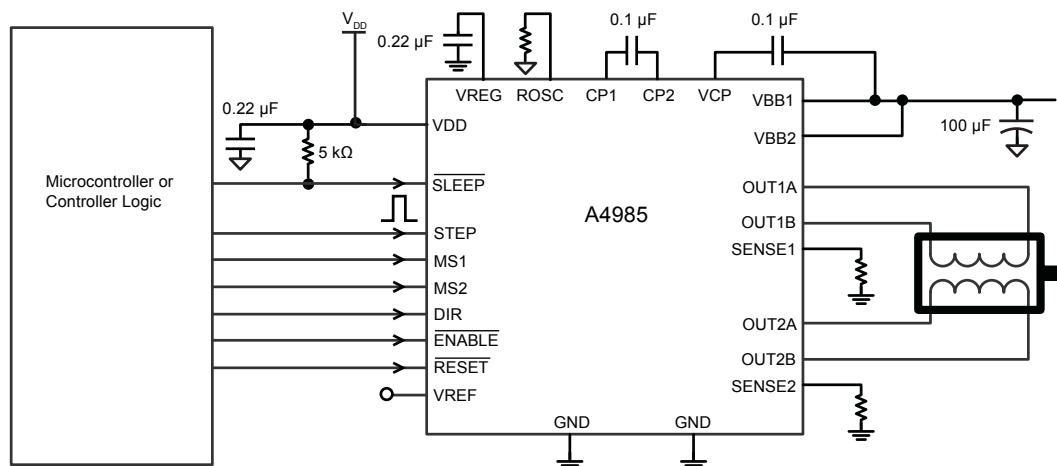 V_DD
0.22 µF
0.1 µF
0.1 µF
VREG
ROSC
CP1
CP2
VCP
VBB1
0.22 µF
VDD
VBB2
100 µF
5 kΩ
Microcontroller or
Controller Logic
SLEEP
OUT1A
A4985
OUT1B
STEP
SENSE1
MS1
MS2
DIR
OUT2A
ENABLE
OUT2B
RESET
SENSE2
VREF
GND
GND